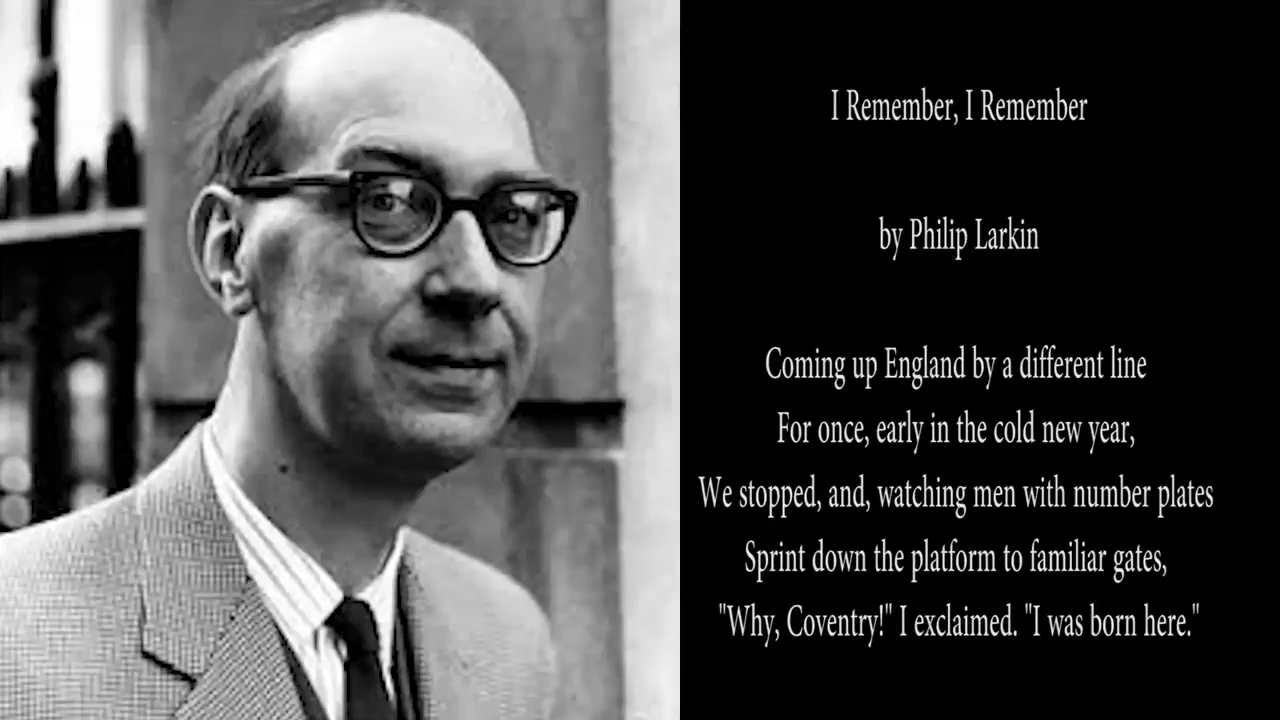 I Remember, I Remember
by Philip Larkin
Coming up England by a different line
For once, early in the cold new year,
We stopped, and, watching men with number plates
Sprint down the platform to familiar gates,
"Why, Coventry!" I exclaimed. "I was born here."